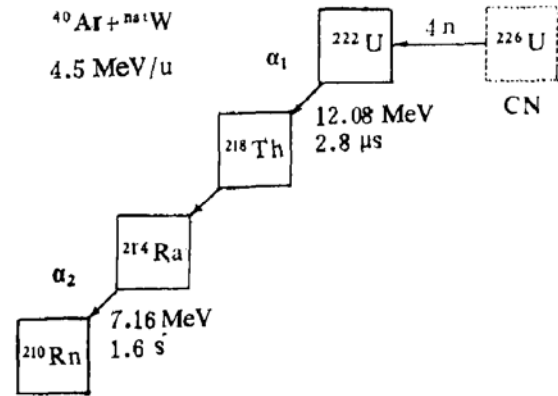 ⁴⁰Ar+ⁿᵃᵗW
4.5 MeV/u
α₁
²²²U
4n
²²⁶U
CN
12.08 MeV
2.8 μs
²¹⁸Th
²¹⁴Ra
α₂
7.16 MeV
1.6 s
²¹⁰Rn